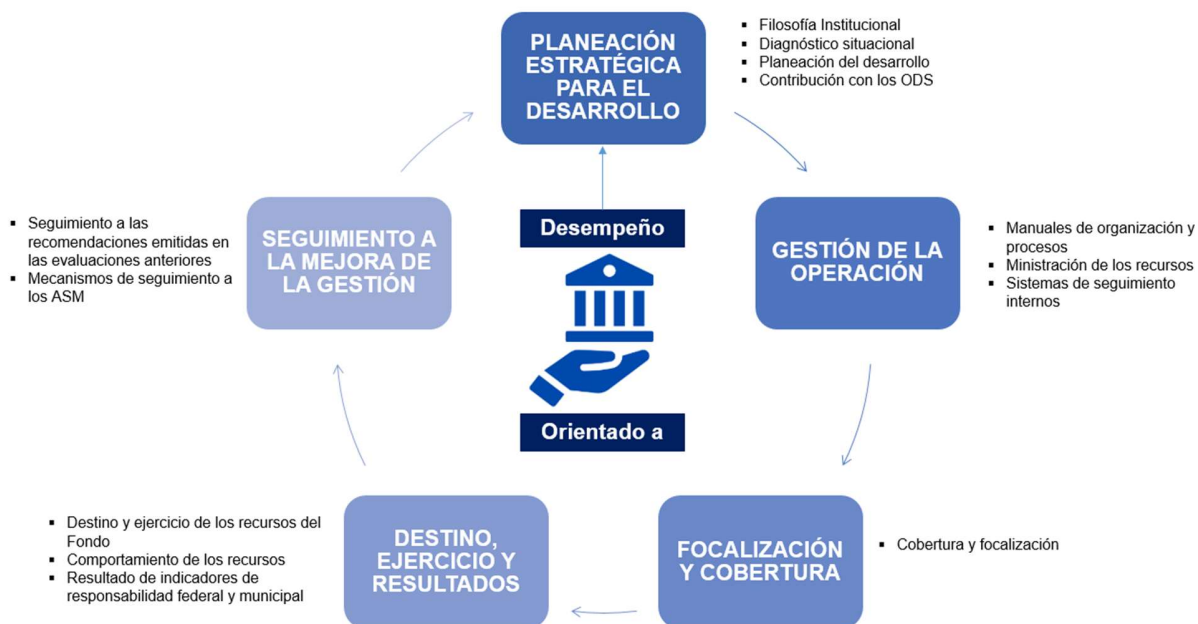 PLANEACIÓN
ESTRATÉGICA
PARA EL
DESARROLLO
▪ Filosofía Institucional
▪ Diagnóstico situacional
▪ Planeación del desarrollo
▪ Contribución con los ODS
GESTIÓN DE LA
OPERACIÓN
▪ Manuales de organización y
procesos
▪ Ministración de los recursos
▪ Sistemas de seguimiento
internos
FOCALIZACIÓN
Y COBERTURA
▪ Cobertura y focalización
DESTINO,
EJERCICIO Y
RESULTADOS
▪ Destino y ejercicio de los recursos del
Fondo
▪ Comportamiento de los recursos
▪ Resultado de indicadores de
responsabilidad federal y municipal
SEGUIMIENTO A
LA MEJORA DE
LA GESTIÓN
▪ Seguimiento a las
recomendaciones emitidas en
las evaluaciones anteriores
▪ Mecanismos de seguimiento a
los ASM
Desempeño
Orientado a